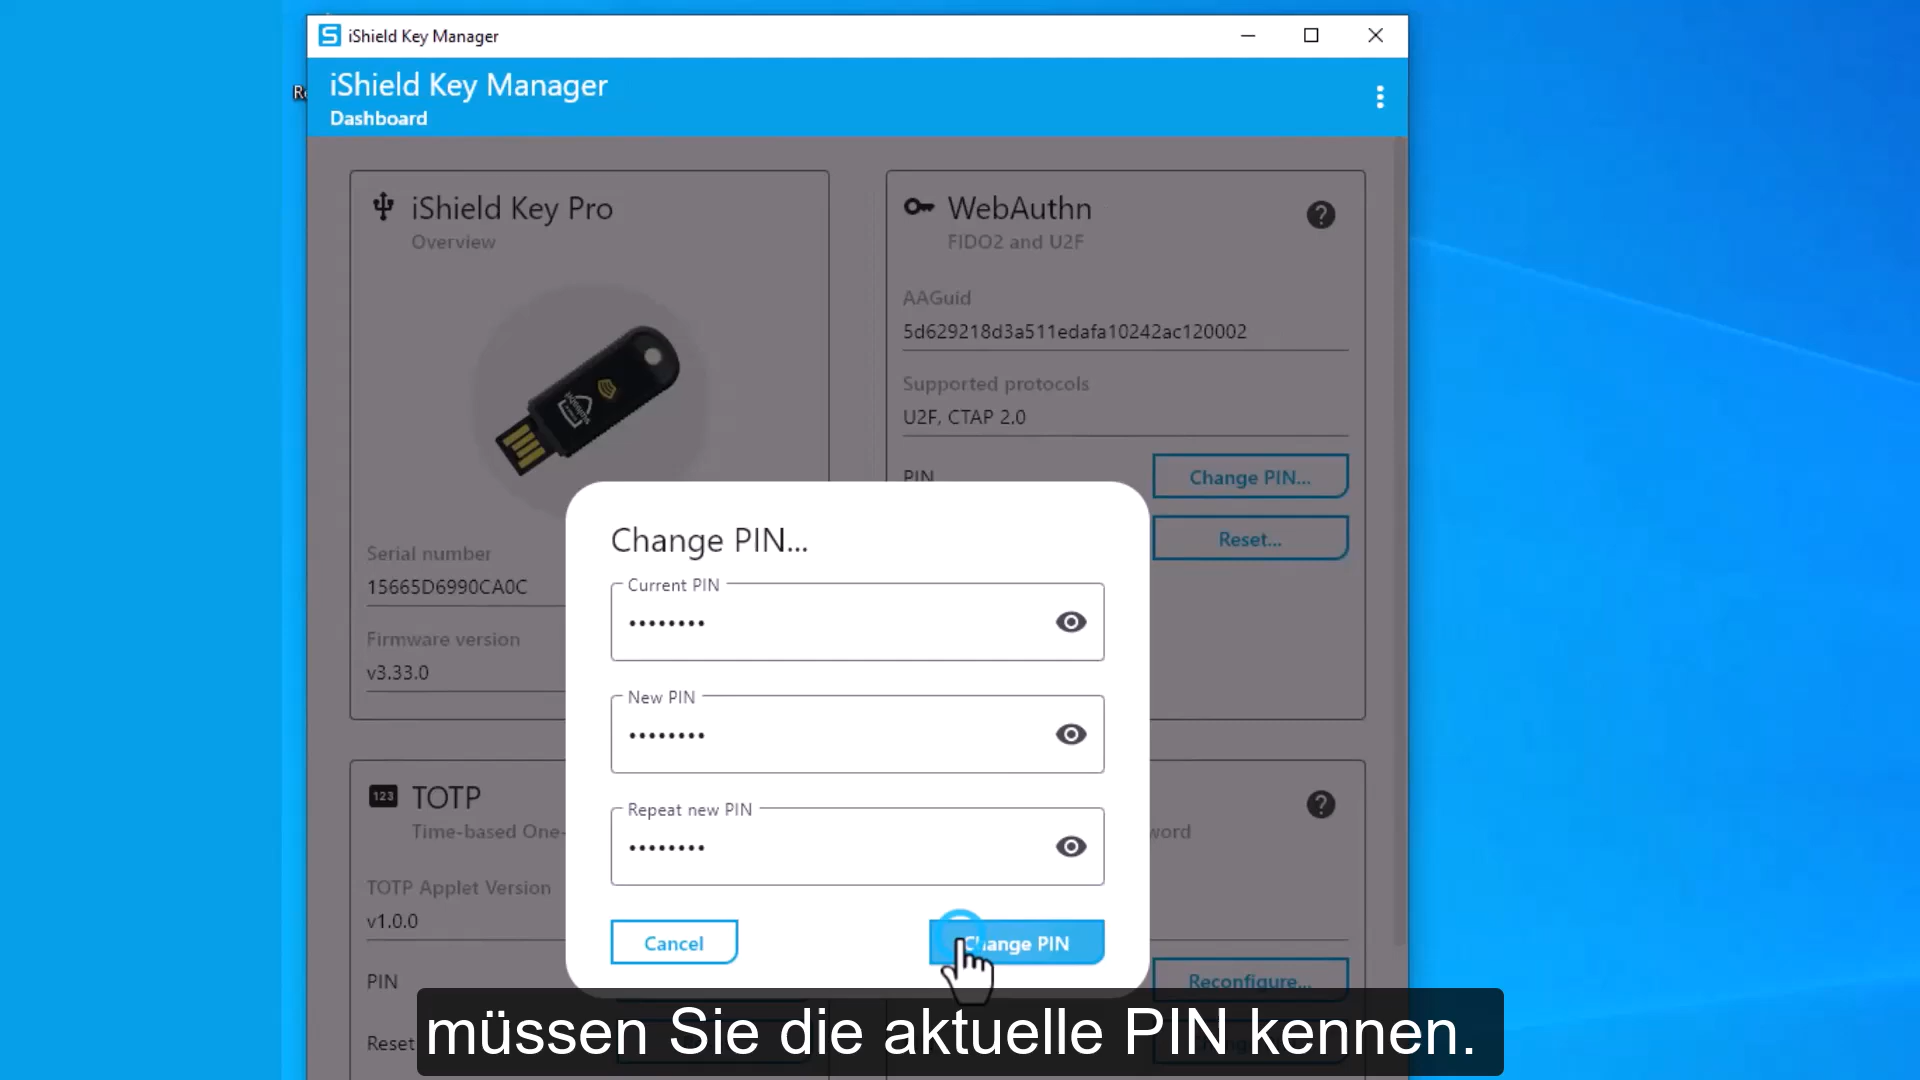 iShield Key Manager
iShield Key Manager
Dashboard
iShield Key Pro
Overview
Serial number
15665D6990CA0C
Firmware version
v3.33.0
WebAuthn
FIDO2 and U2F
AAGuid
5d629218d3a511edafa10242ac120002
Supported protocols
U2F, CTAP 2.0
PIN
Change PIN...
Reset...
Change PIN...
Current PIN
••••••••
New PIN
••••••••
Repeat new PIN
••••••••
Cancel
Change PIN
123
TOTP
Time-based One-
TOTP Applet Version
v1.0.0
PIN
Reset
Reconfigure...
müssen Sie die aktuelle PIN kennen.